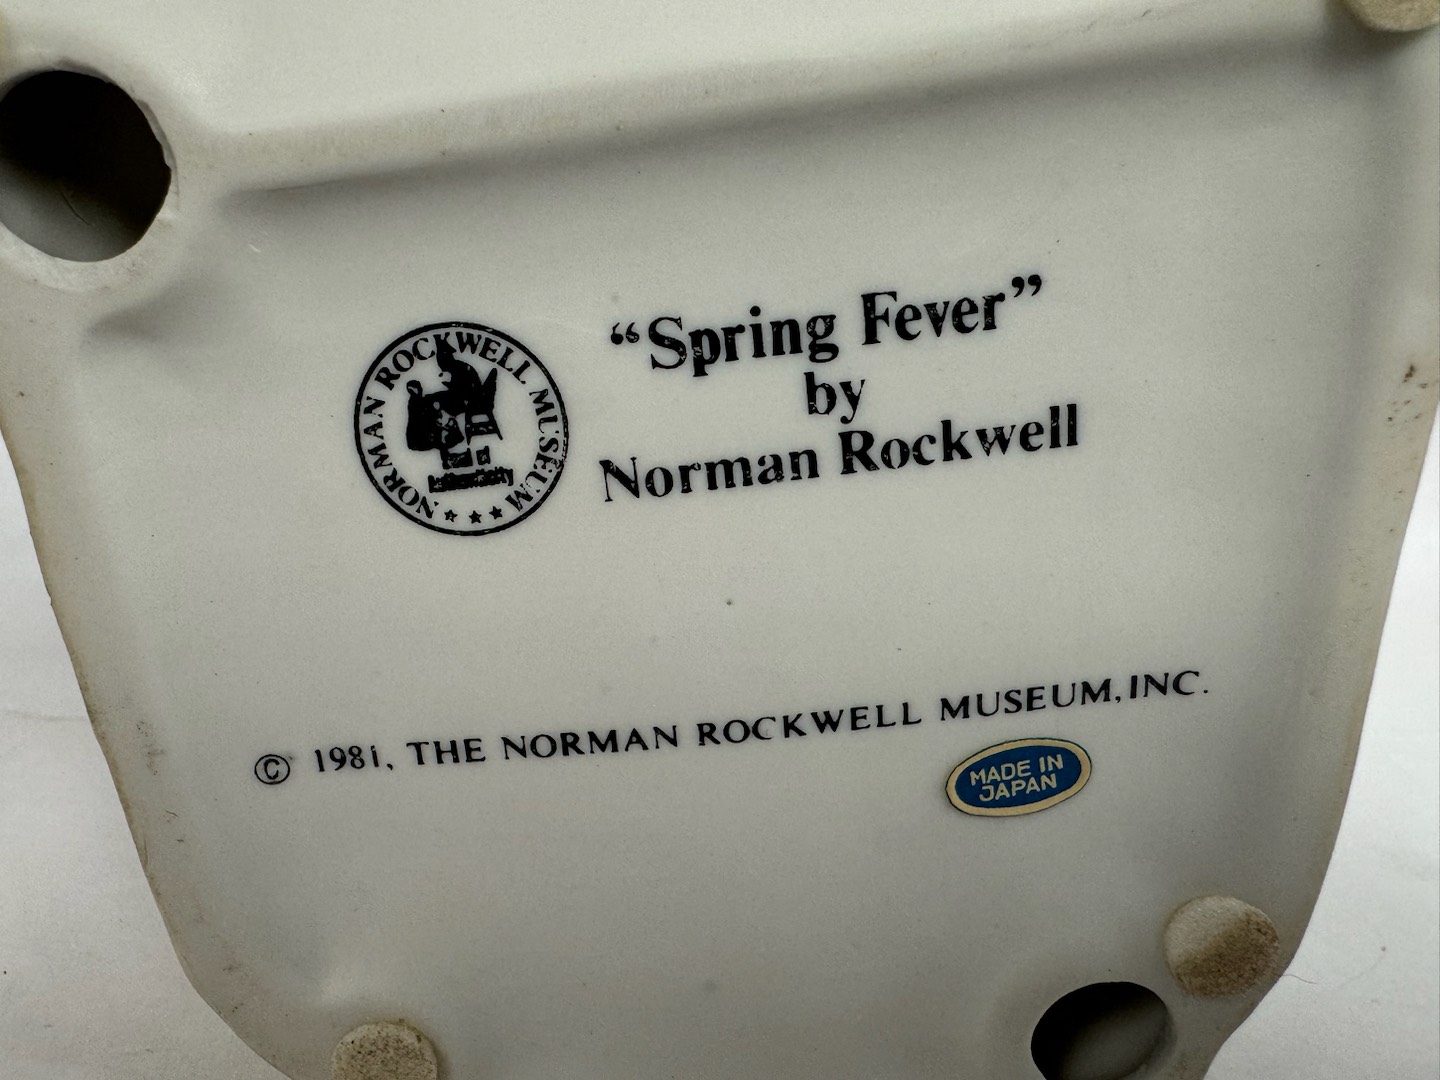 NORMAN ROCKWELL MUSEUM
"Spring Fever"
by
Norman Rockwell
© 1981, THE NORMAN ROCKWELL MUSEUM, INC.
MADE IN
JAPAN